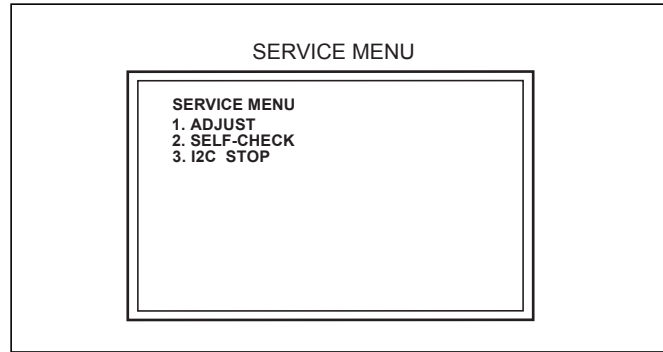 SERVICE MENU
SERVICE MENU
1. ADJUST
2. SELF-CHECK
3. I2C STOP